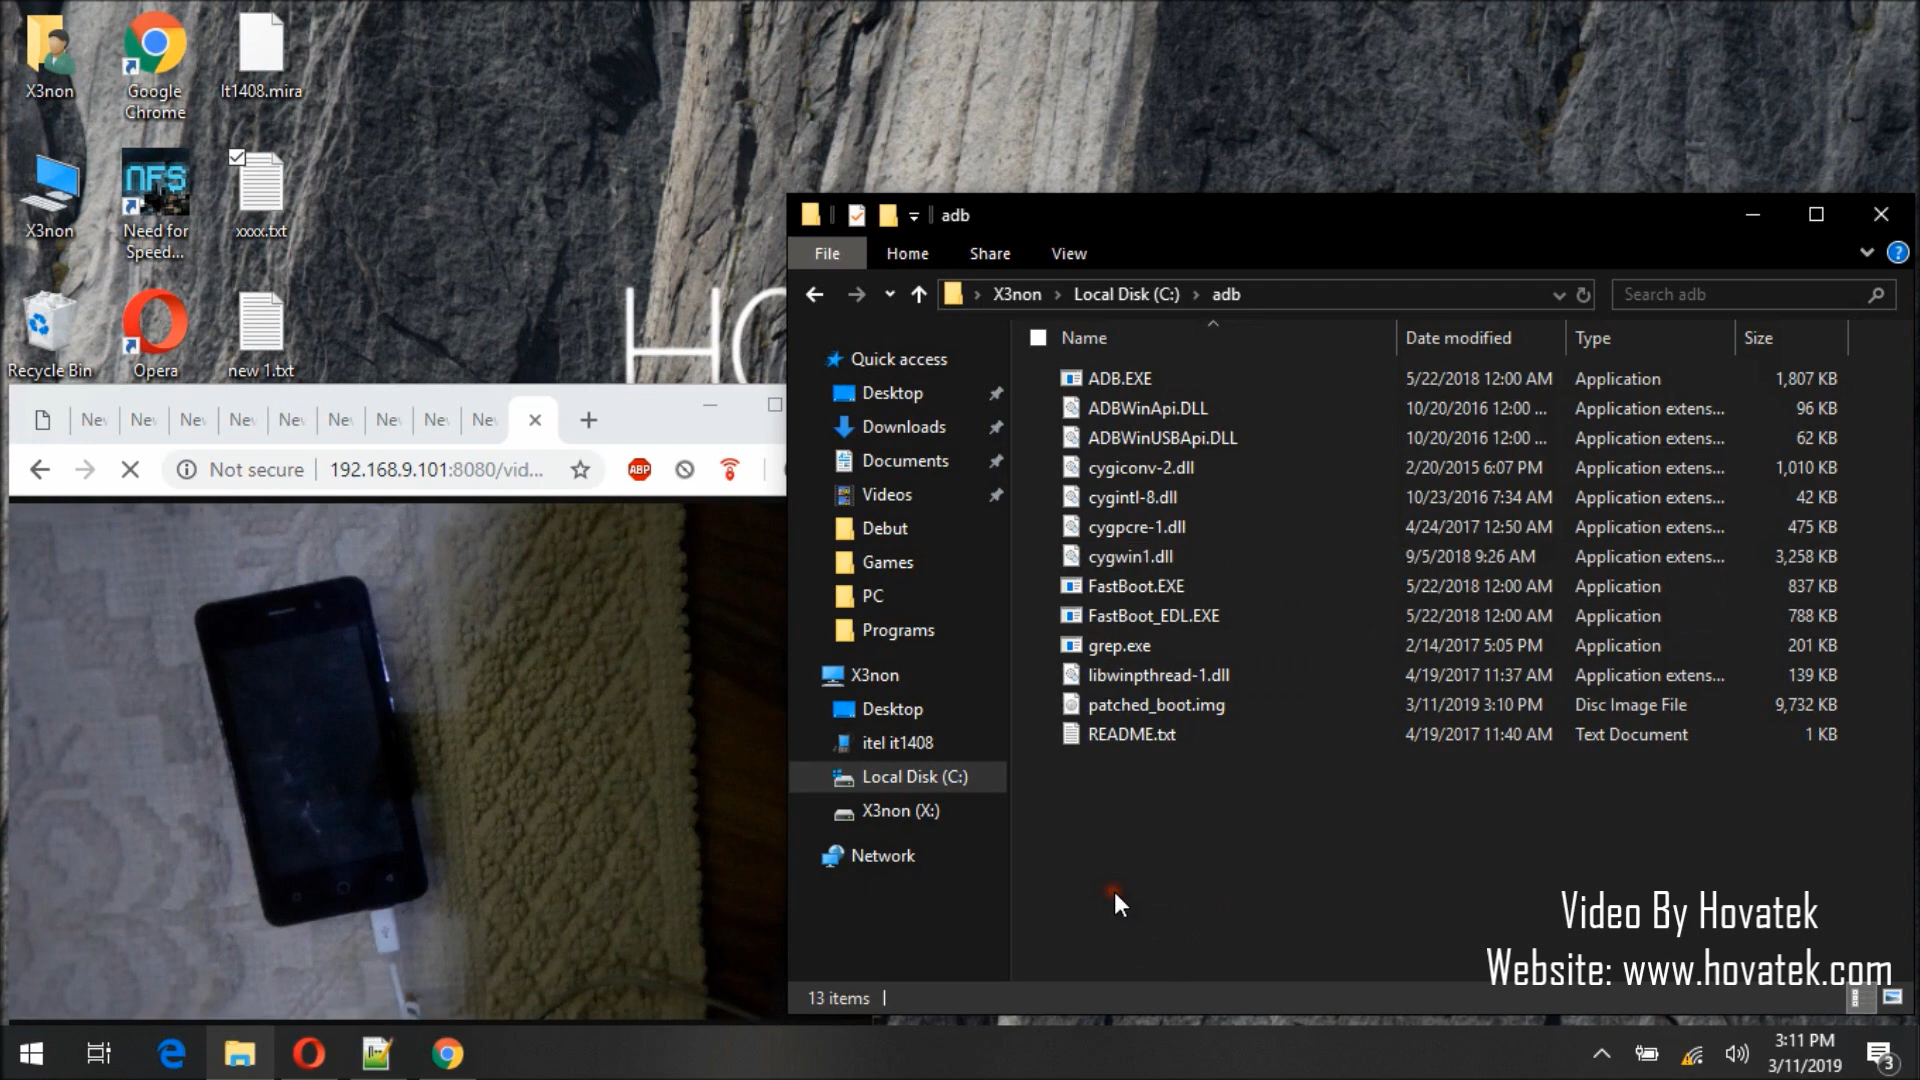 X3non
Google
Chrome
It1408.mira
X3non
Need for
Speed...
xxxx.txt
Recycle Bin
Opera
new 1.txt
adb
File
Home
Share
View
X3non
Local Disk (C:)
adb
Search adb
Name
Date modified
Type
Size
Quick access
Desktop
Downloads
Documents
Videos
Debut
Games
PC
Programs
X3non
Desktop
itel it1408
Local Disk (C:)
X3non (X:)
Network
ADB.EXE 5/22/2018 12:00 AM Application 1,807 KB
ADBWinApi.DLL 10/20/2016 12:00 ... Application extens... 96 KB
ADBWinUSBApi.DLL 10/20/2016 12:00 ... Application extens... 62 KB
cygiconv-2.dll 2/20/2015 6:07 PM Application extens... 1,010 KB
cygintl-8.dll 10/23/2016 7:34 AM Application extens... 42 KB
cygpcre-1.dll 4/24/2017 12:50 AM Application extens... 475 KB
cygwin1.dll 9/5/2018 9:26 AM Application extens... 3,258 KB
FastBoot.EXE 5/22/2018 12:00 AM Application 837 KB
FastBoot_EDL.EXE 5/22/2018 12:00 AM Application 788 KB
grep.exe 2/14/2017 5:05 PM Application 201 KB
libwinpthread-1.dll 4/19/2017 11:37 AM Application extens... 139 KB
patched_boot.img 3/11/2019 3:10 PM Disc Image File 9,732 KB
README.txt 4/19/2017 11:40 AM Text Document 1 KB
13 items
Not secure
192.168.9.101:8080/vid...
ABP
Video By Hovatek
Website: www.hovatek.com
3:11 PM
3/11/2019
3